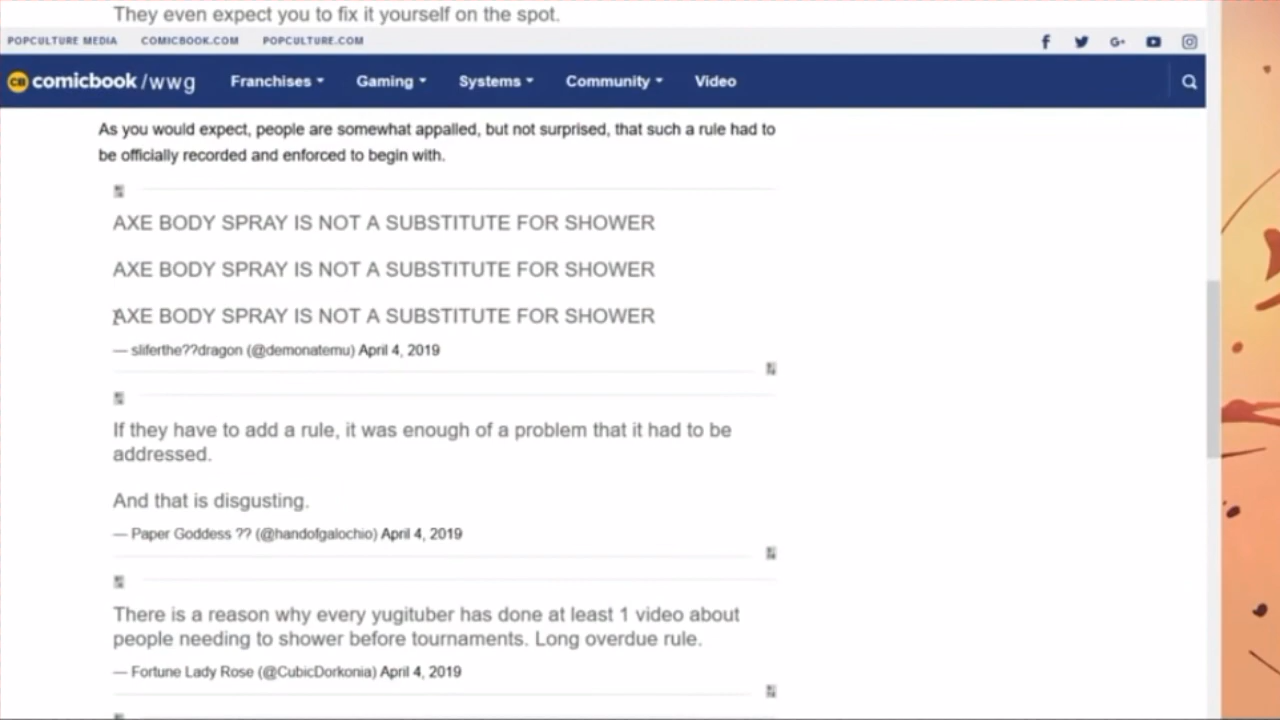 They even expect you to fix it yourself on the spot.
POPCULTURE MEDIA COMICBOOK.COM POPCULTURE.COM
CB comicbook/wwg Franchises Gaming Systems Community Video
As you would expect, people are somewhat appalled, but not surprised, that such a rule had to
be officially recorded and enforced to begin with.
AXE BODY SPRAY IS NOT A SUBSTITUTE FOR SHOWER
AXE BODY SPRAY IS NOT A SUBSTITUTE FOR SHOWER
AXE BODY SPRAY IS NOT A SUBSTITUTE FOR SHOWER
— sliferthe??dragon (@demonatemu) April 4, 2019
If they have to add a rule, it was enough of a problem that it had to be
addressed.
And that is disgusting.
— Paper Goddess ?? (@handofgalochio) April 4, 2019
There is a reason why every yugituber has done at least 1 video about
people needing to shower before tournaments. Long overdue rule.
— Fortune Lady Rose (@CubicDorkonia) April 4, 2019